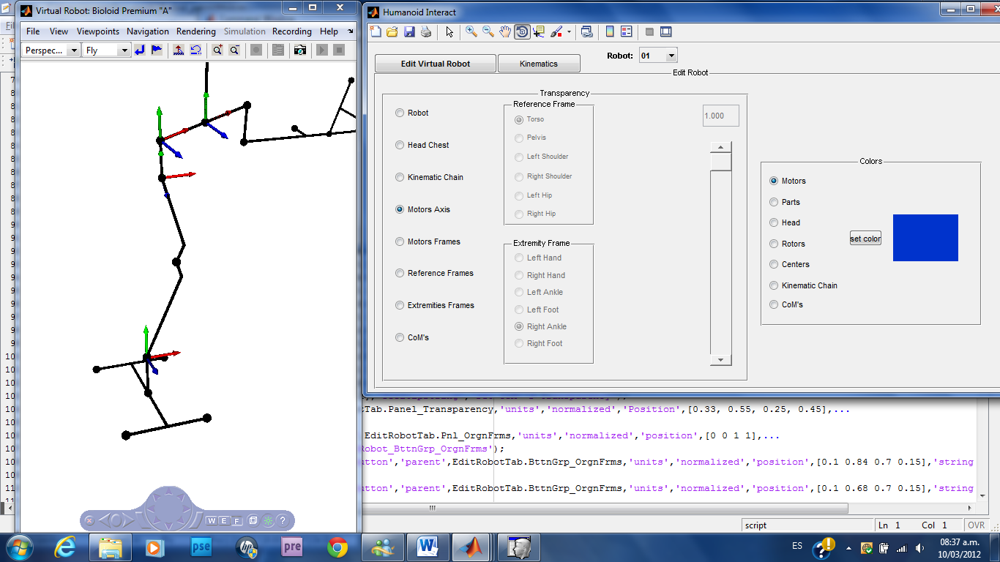 Virtual Robot: Bioloid Premium "A"
File View Viewpoints Navigation Rendering Simulation Recording Help
Perspec... Fly
Humanoid Interact
Edit Virtual Robot Kinematics Robot: 01
Edit Robot
Transparency
Robot
Head Chest
Kinematic Chain
Motors Axis
Motors Frames
Reference Frames
Extremities Frames
CoM's
Reference Frame
Torso
Pelvis
Left Shoulder
Right Shoulder
Left Hip
Right Hip
Extremity Frame
Left Hand
Right Hand
Left Ankle
Left Foot
Right Ankle
Right Foot
1.000
Colors
Motors
Parts
Head
Rotors
Centers
Kinematic Chain
CoM's
set color
:Tab.Panel_Transparency,'units','normalized','Position',[0.33, 0.55, 0.25, 0.45],...
EditRobotTab.Pnl_OrgnFrms,'units','normalized','position',[0 0 1 1],...
Robot_BttnGrp_OrgnFrms');
utton','parent',EditRobotTab.BttnGrp_OrgnFrms,'units','normalized','position',[0.1 0.84 0.7 0.15],'string
utton','parent',EditRobotTab.BttnGrp_OrgnFrms,'units','normalized','position',[0.1 0.68 0.7 0.15],'string
W E F ?
script Ln 1 Col 1 OVR
pse hp pre W ES
08:37 a.m.
10/03/2012